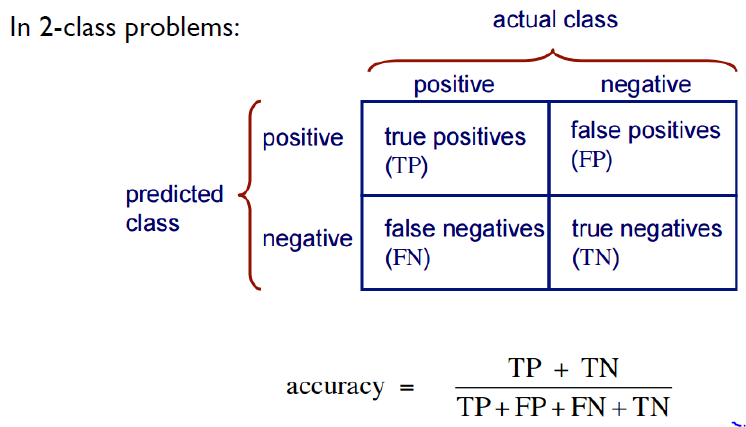 In 2-class problems:
actual class
positive negative
positive true positives (TP) false positives (FP)
predicted class
negative false negatives (FN) true negatives (TN)
accuracy = TP + TN
TP + FP + FN + TN